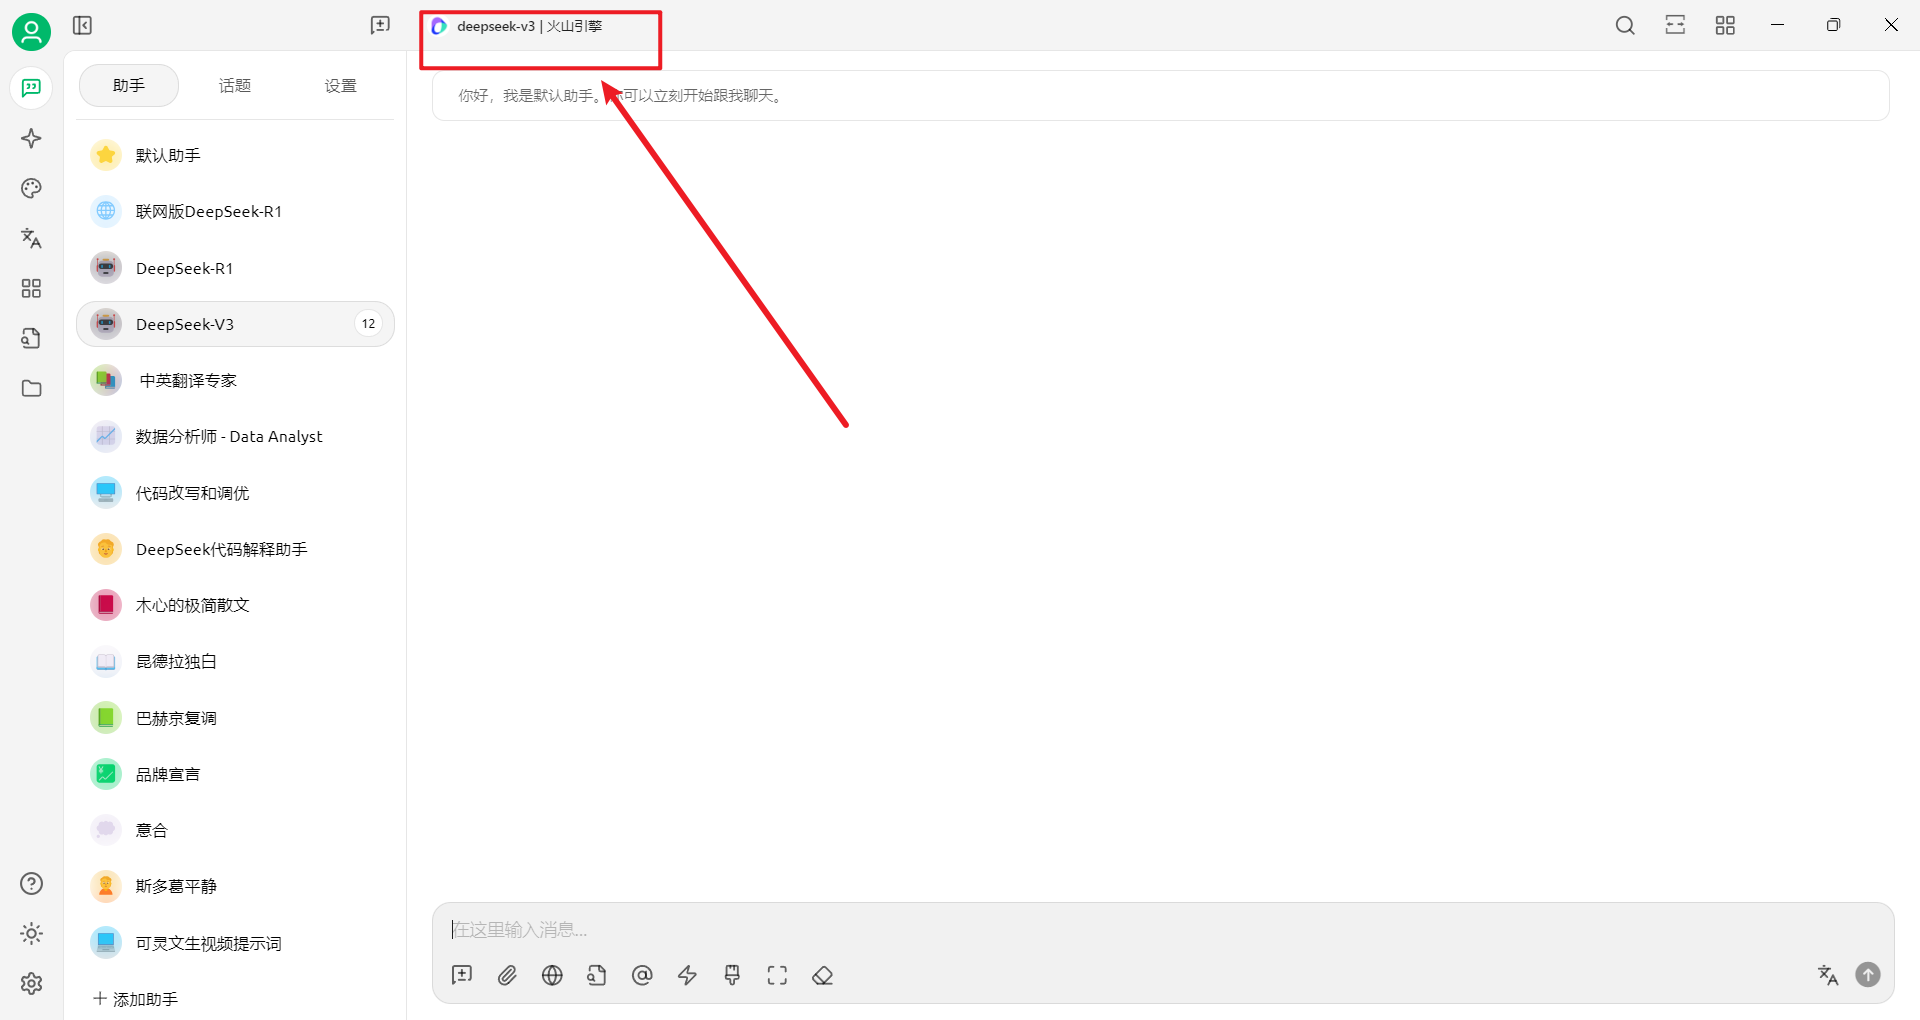 deepseek-v3 | 火山引擎
助手 话题 设置
你好，我是默认助手。你可以立刻开始跟我聊天。
默认助手
联网版DeepSeek-R1
DeepSeek-R1
DeepSeek-V3 12
中英翻译专家
数据分析师 - Data Analyst
代码改写和调优
DeepSeek代码解释助手
木心的极简散文
昆德拉独白
巴赫京复调
品牌宣言
意合
斯多葛平静
可灵文生视频提示词
添加助手
在这里输入消息...